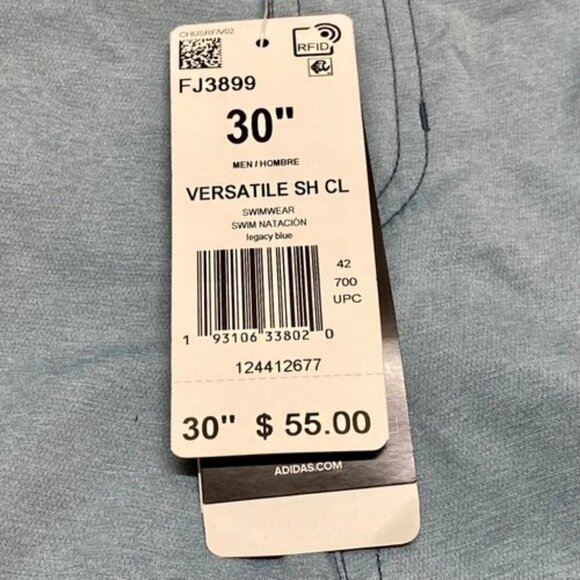 CHUSRFIV02
RFID
FJ3899
30"
MEN / HOMBRE
VERSATILE SH CL
SWIMWEAR
SWIM NATACIÓN
legacy blue
42
700
UPC
1 93106 33802 0
124412677
30" $ 55.00
ADIDAS.COM